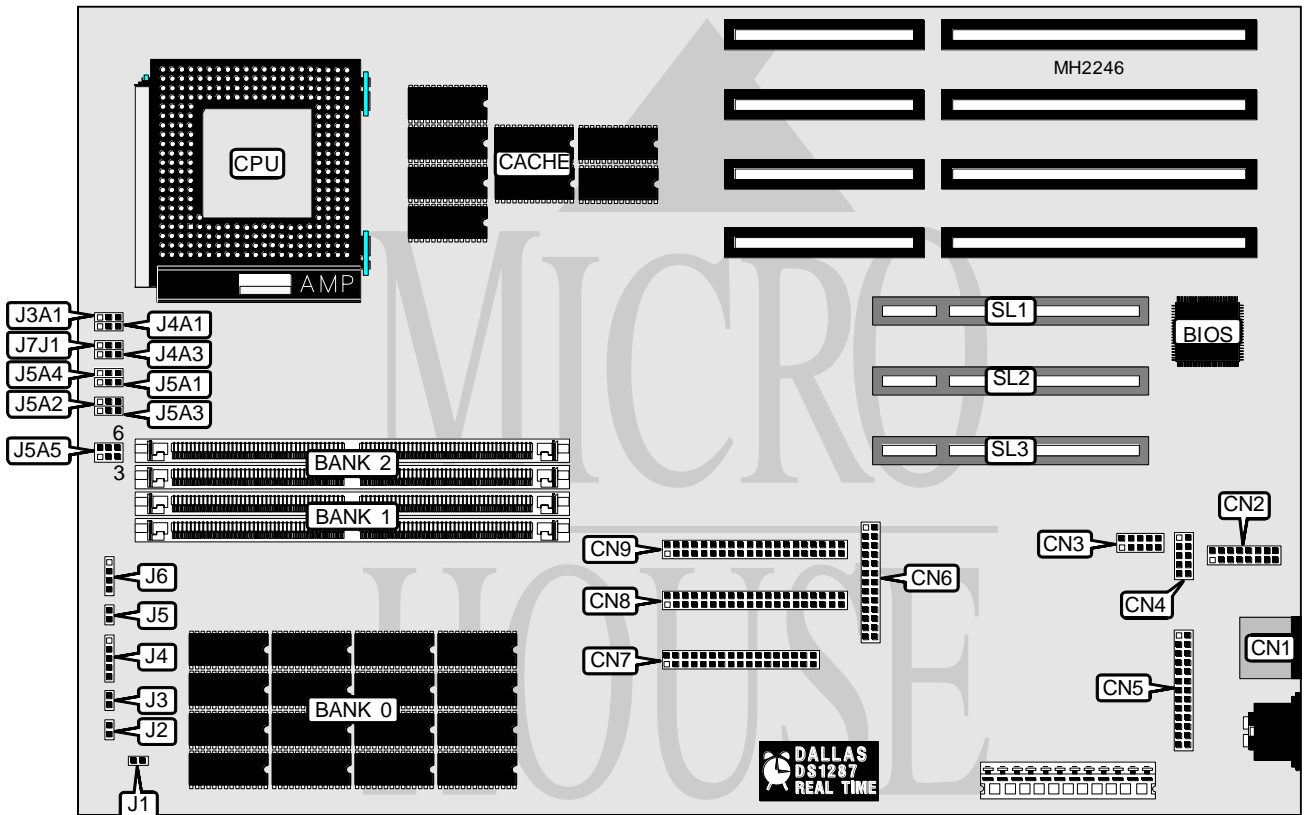 MH2246
CPU
CACHE
AMP
J3A1
J4A1
J7J1
J4A3
J5A4
J5A1
J5A2
J5A3
J5A5
6
3
SL1
BIOS
SL2
SL3
BANK 2
BANK 1
CN2
CN3
CN4
CN9
CN6
CN8
CN7
CN1
CN5
J6
J5
J4
J3
J2
J1
BANK 0
DALLAS
DS1287
REAL TIME
MICRO
HOUSE